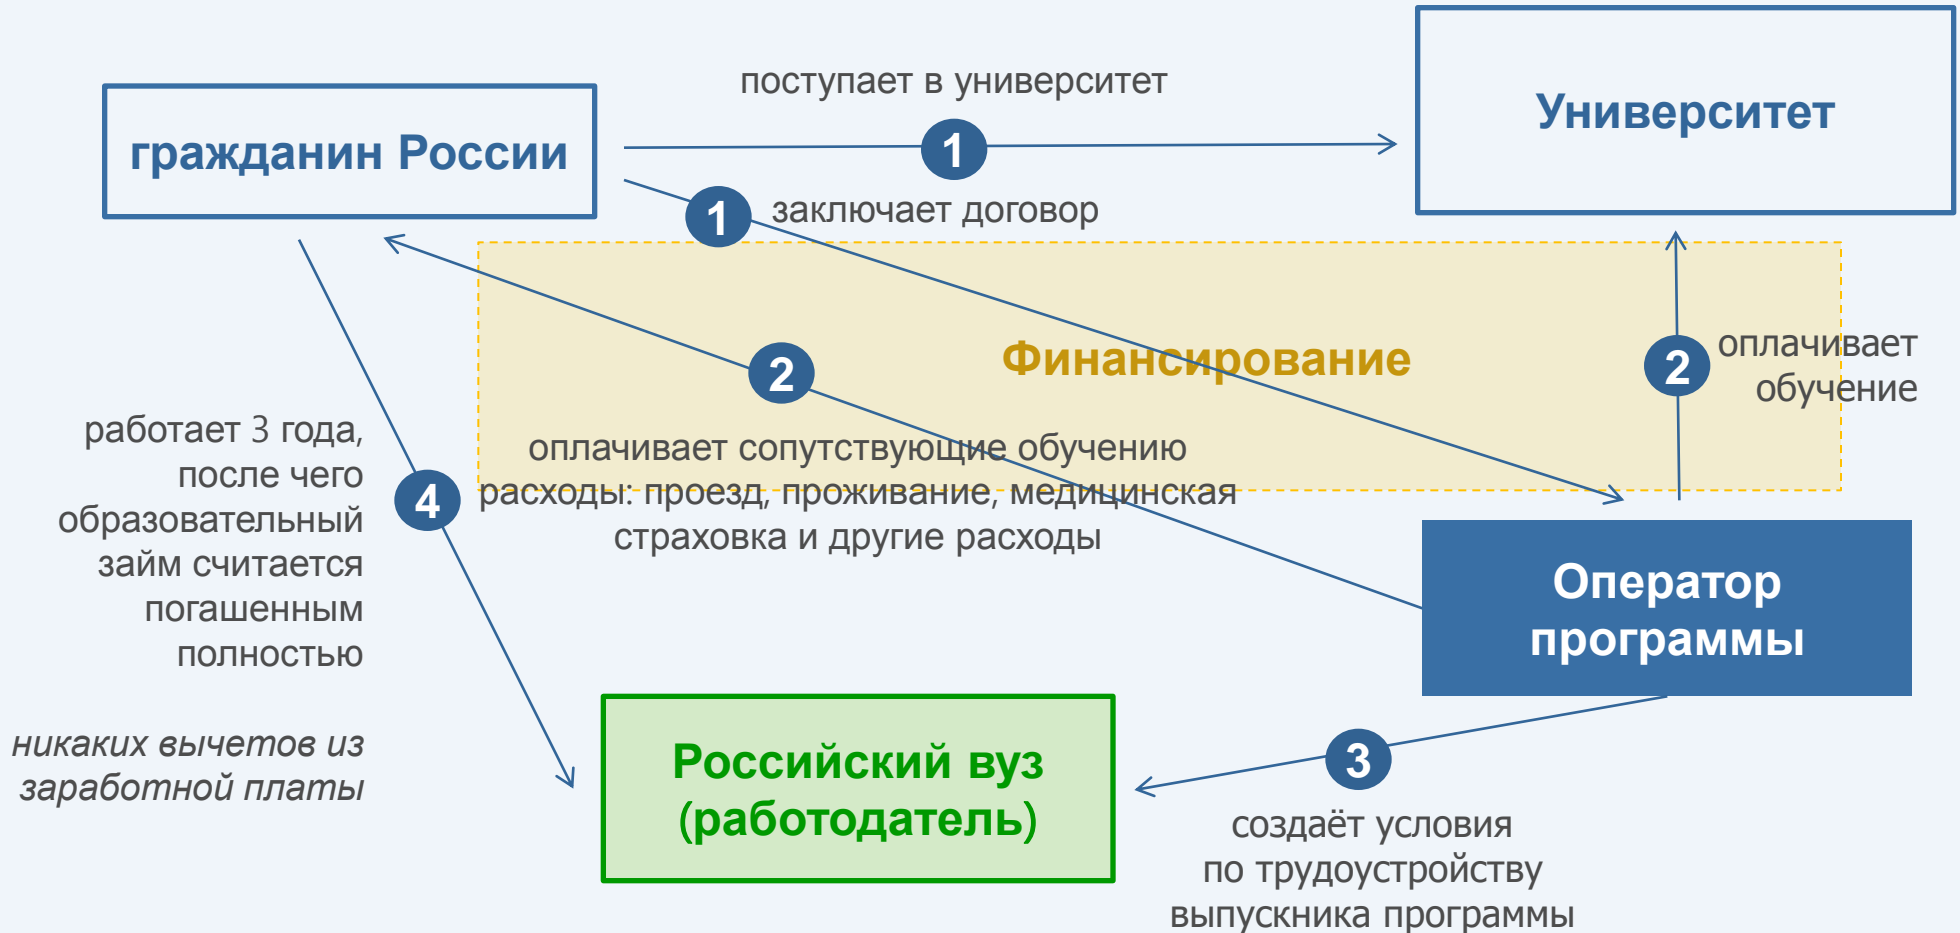 поступает в университет
Университет
гражданин России
1
1
заключает договор
Финансирование
2
2
оплачивает
обучение
работает 3 года,
после чего
образовательный
займ считается
погашенным
полностью
4
оплачивает сопутствующие обучению
расходы: проезд, проживание, медицинская
страховка и другие расходы
Оператор
программы
никаких вычетов из
заработной платы
Российский вуз
(работодатель)
3
создаёт условия
по трудоустройству
выпускника программы